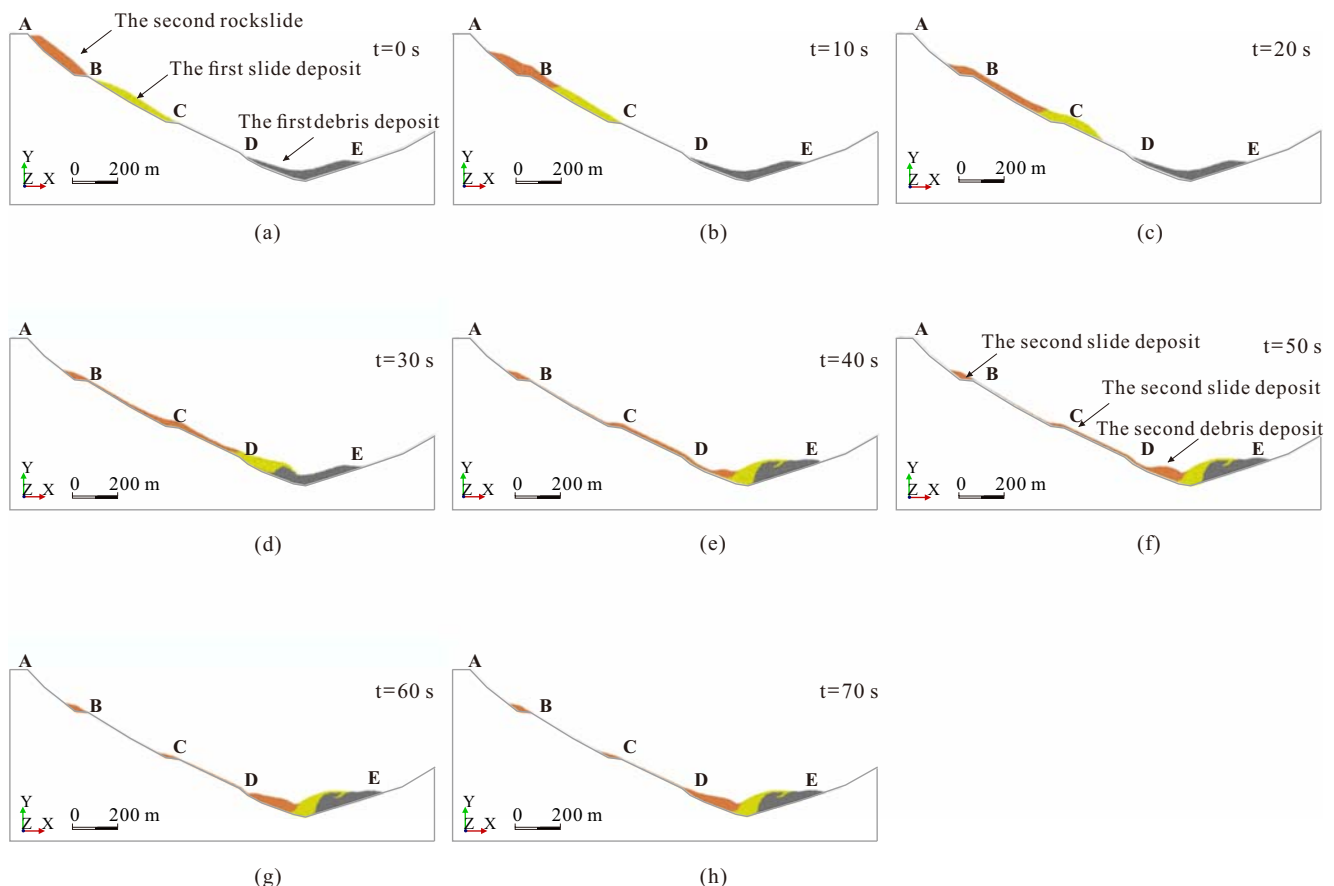 A
The second rockslide
t=0 s
B
The first slide deposit
C
The first debris deposit
D
E
Y
Z X
0 200 m
(a)
A
t=10 s
B
C
D
E
Y
Z X
0 200 m
(b)
A
t=20 s
B
C
D
E
Y
Z X
0 200 m
(c)
A
t=30 s
B
C
D
E
Y
Z X
0 200 m
(d)
A
t=40 s
B
C
D
E
Y
Z X
0 200 m
(e)
A
The second slide deposit
t=50 s
B
The second slide deposit
C
The second debris deposit
D
E
Y
Z X
0 200 m
(f)
A
t=60 s
B
C
D
E
Y
Z X
0 200 m
(g)
A
t=70 s
B
C
D
E
Y
Z X
0 200 m
(h)